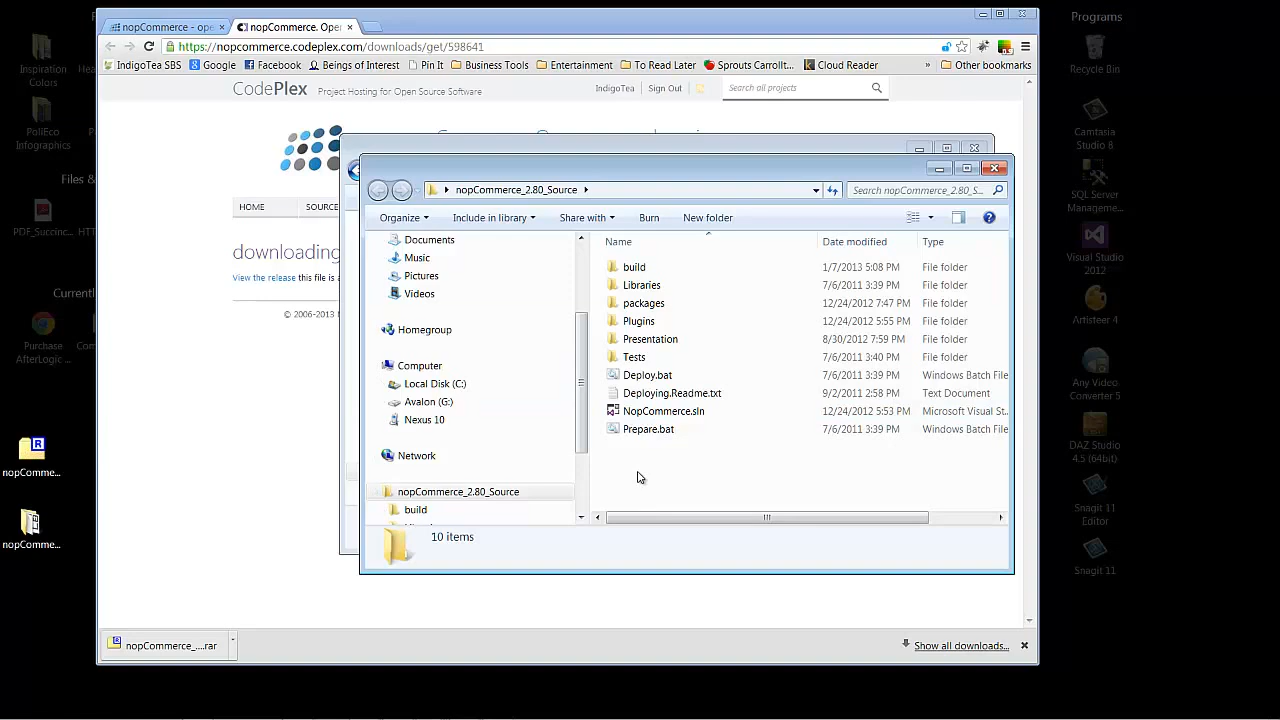 nopCommerce - ope
nopCommerce. Ope
https://nopcommerce.codeplex.com/downloads/get/598641
IndigoTea SBS
Google
Facebook
Beings of Interest
Pin It
Business Tools
Entertainment
To Read Later
Spotted: Carrollt...
Cloud Reader
»
Other bookmarks
CodePlex Project Hosting for Open Source Software
IndigoTea
Sign Out
Search all projects
HOME
SOURCE
downloading
View the release this file is a
© 2006-2013 M
nopCommerce_2.80_Source
Search nopCommerce_2.80_S...
Organize
Include in library
Share with
Burn
New folder
Documents
Music
Pictures
Videos
Homegroup
Computer
Local Disk (C:)
Avalon (G:)
Nexus 10
Network
nopCommerce_2.80_Source
build
Name Date modified Type
build 1/7/2013 5:08 PM File folder
Libraries 7/6/2011 3:39 PM File folder
packages 12/24/2012 7:47 PM File folder
Plugins 12/24/2012 5:55 PM File folder
Presentation 8/30/2012 7:59 PM File folder
Tests 7/6/2011 3:40 PM File folder
Deploy.bat 7/6/2011 3:39 PM Windows Batch File
Deploying.Readme.txt 9/2/2011 2:58 PM Text Document
NopCommerce.sln 12/24/2012 5:53 PM Microsoft Visual St...
Prepare.bat 7/6/2011 3:39 PM Windows Batch File
10 items
nopCommerce_....rar
Show all downloads...
Inspiration
Colors
PoliEco
Infographics
Files &
PDF_Succinc...
HTT
Currentl
Purchase
AfterLogic ...
nopComme...
nopComme...
Programs
Recycle Bin
Camtasia
Studio 8
SQL Server
Manageme...
Visual Studio
2012
Artisteer 4
Any Video
Converter 5
DAZ Studio
4.5 (64bit)
Snagit 11
Editor
Snagit 11